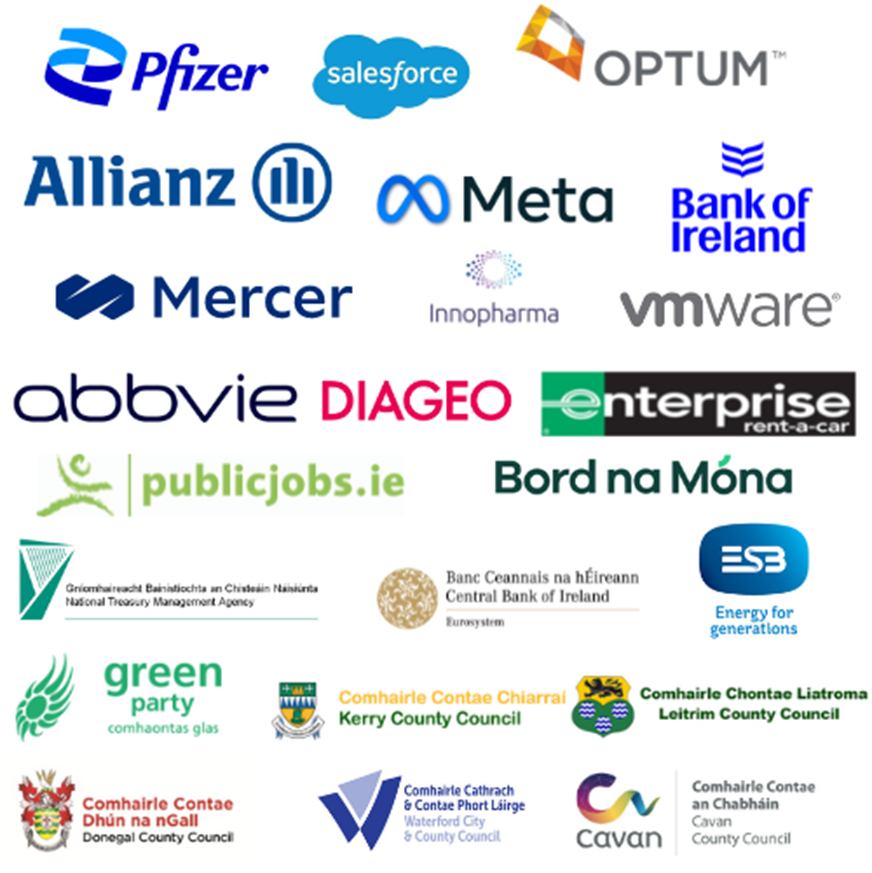 Pfizer
salesforce
OPTUM™
Allianz
Meta
Bank of
Ireland
Mercer
Innopharma
vmware®
abbvie
DIAGEO
enterprise
rent-a-car
publicjobs.ie
Bord na Móna
Gníomhaireacht Bainistíochta an Chisteáin Náisiúnta
National Treasury Management Agency
Banc Ceannais na hÉireann
Central Bank of Ireland
Eurosystem
ESB
Energy for
generations
green
party
comhaontas glas
Comhairle Contae Chiarraí
Kerry County Council
Comhairle Chontae Liatroma
Leitrim County Council
Comhairle Contae
Dhún na nGall
Donegal County Council
Comhairle Cathrach
& Contae Phort Láirge
Waterford City
& County Council
Cavan
Comhairle Contae
an Chabháin
Cavan
County Council